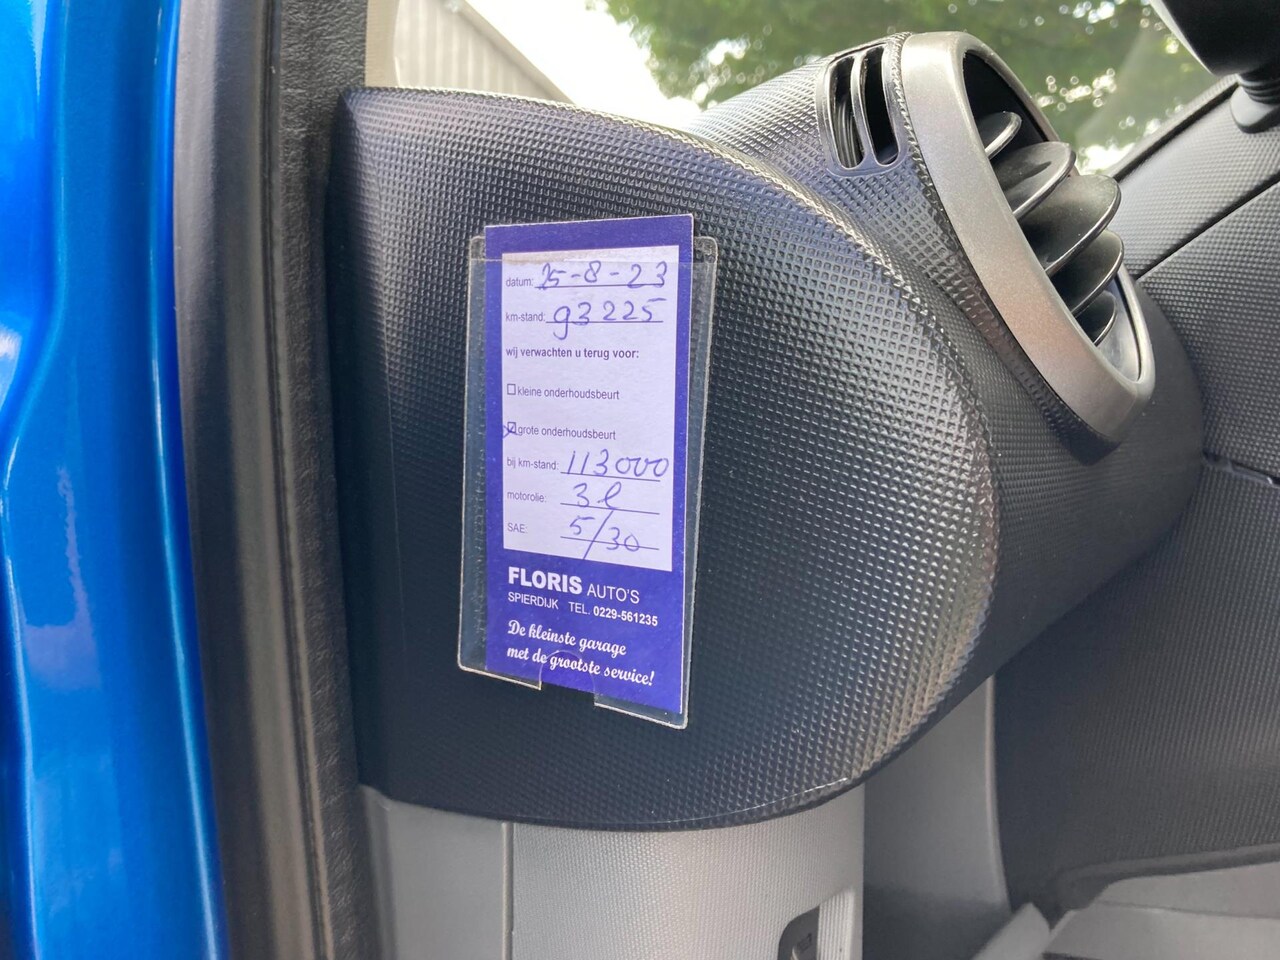 datum: 25-8-23
km-stand: 93225
wij verwachten u terug voor:
kleine onderhoudsbeurt
grote onderhoudsbeurt
bij km-stand: 113000
motorolie: 3l
SAE: 5/30
FLORIS AUTO'S
SPIERDIJK TEL. 0229-561235
De kleinste garage
met de grootste service!